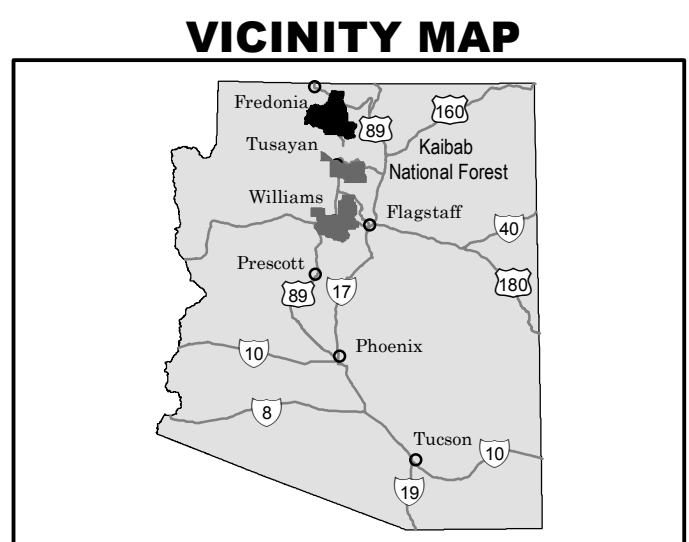 VICINITY MAP
Fredonia
160
89
Tusayan
Kaibab
National Forest
Williams
Flagstaff
40
Prescott
180
89
17
Phoenix
10
8
Tucson
10
19